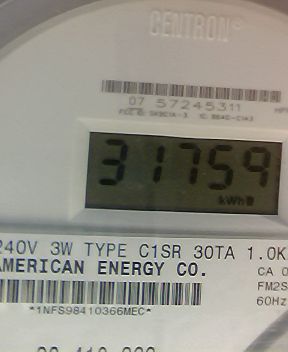 CENTRON®
07 57245311
31759
kWh
240V 3W TYPE C1SR 30TA 1.0K
AMERICAN ENERGY CO.
CA 0
FM2S
60Hz
*1NFS98410366MEC*